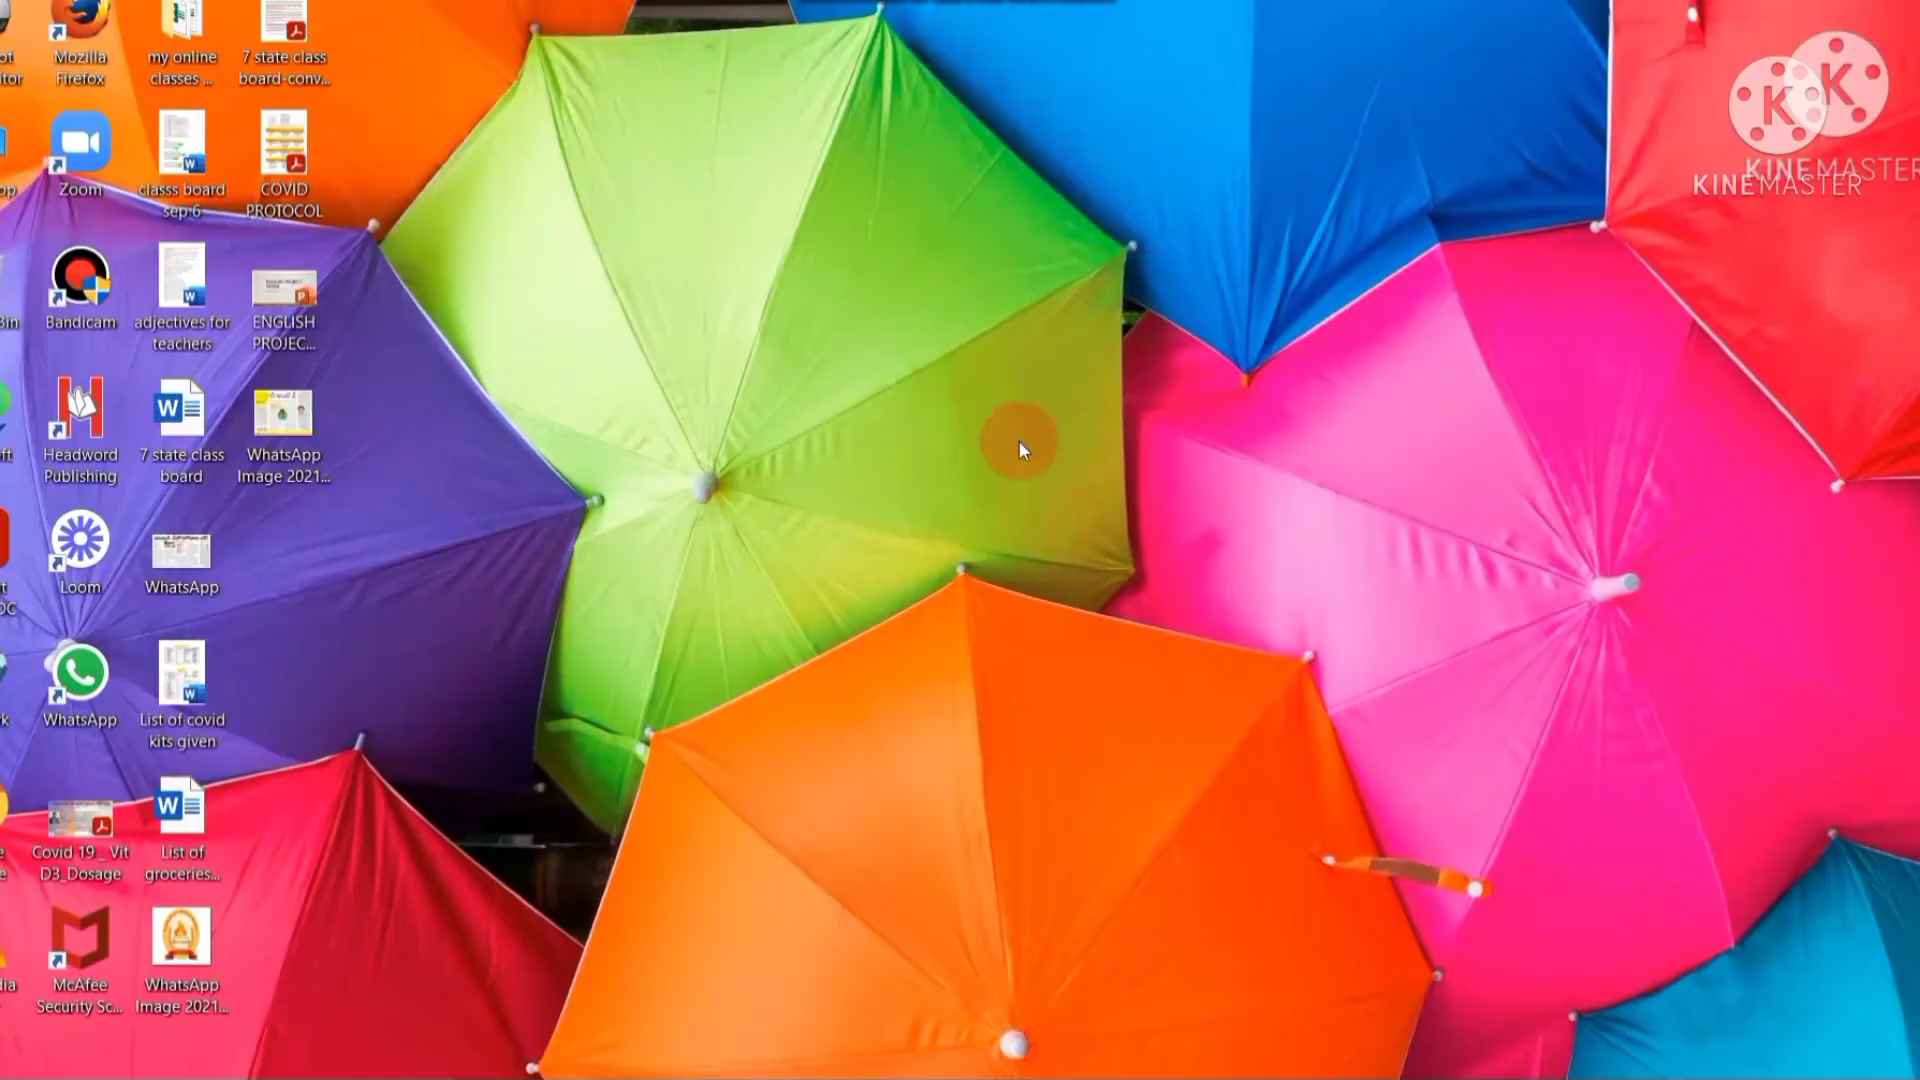 Mozilla
Firefox
my online
classes ...
7 state class
board-conv...
Zoom
classs board
sep 6
COVID
PROTOCOL
Bandicam
adjectives for
teachers
ENGLISH
PROJEC...
Headword
Publishing
7 state class
board
WhatsApp
Image 2021...
Loom
WhatsApp
WhatsApp
List of covid
kits given
Covid 19 _ Vit
D3_Dosage
List of
groceries...
McAfee
Security Sc...
WhatsApp
Image 2021...
KINEMASTER
KINEMASTER